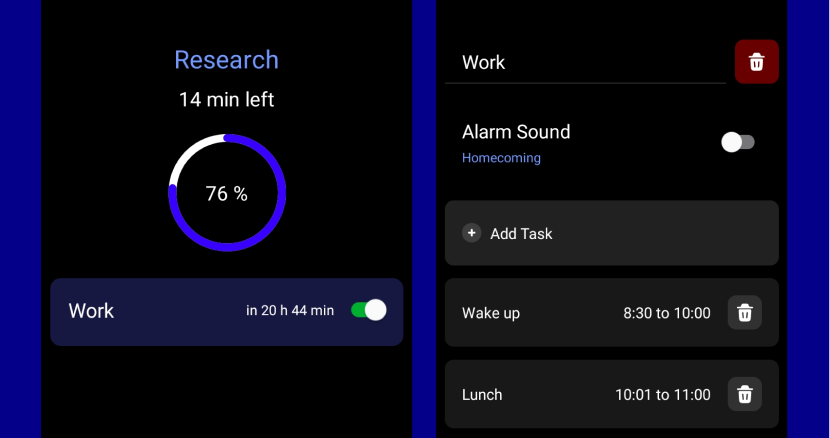 Research
14 min left
76 %
Work in 20 h 44 min
Work
Alarm Sound
Homecoming
+ Add Task
Wake up 8:30 to 10:00
Lunch 10:01 to 11:00